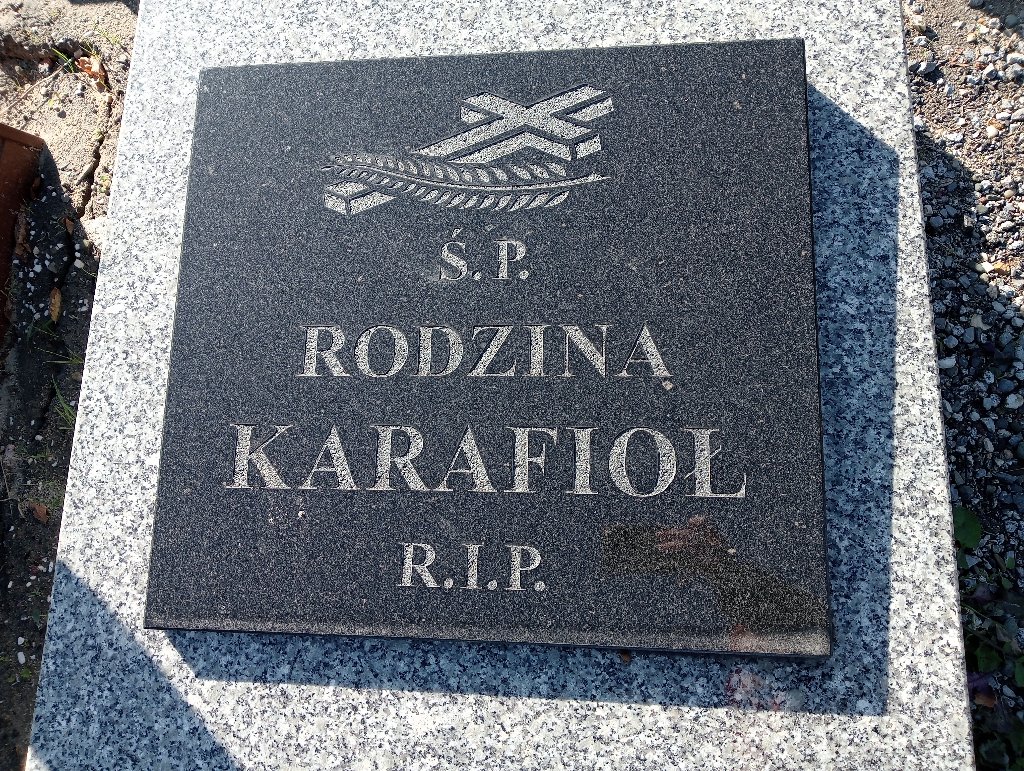 Ś. P.
RODZINA
KARAFIOŁ
R.I.P.